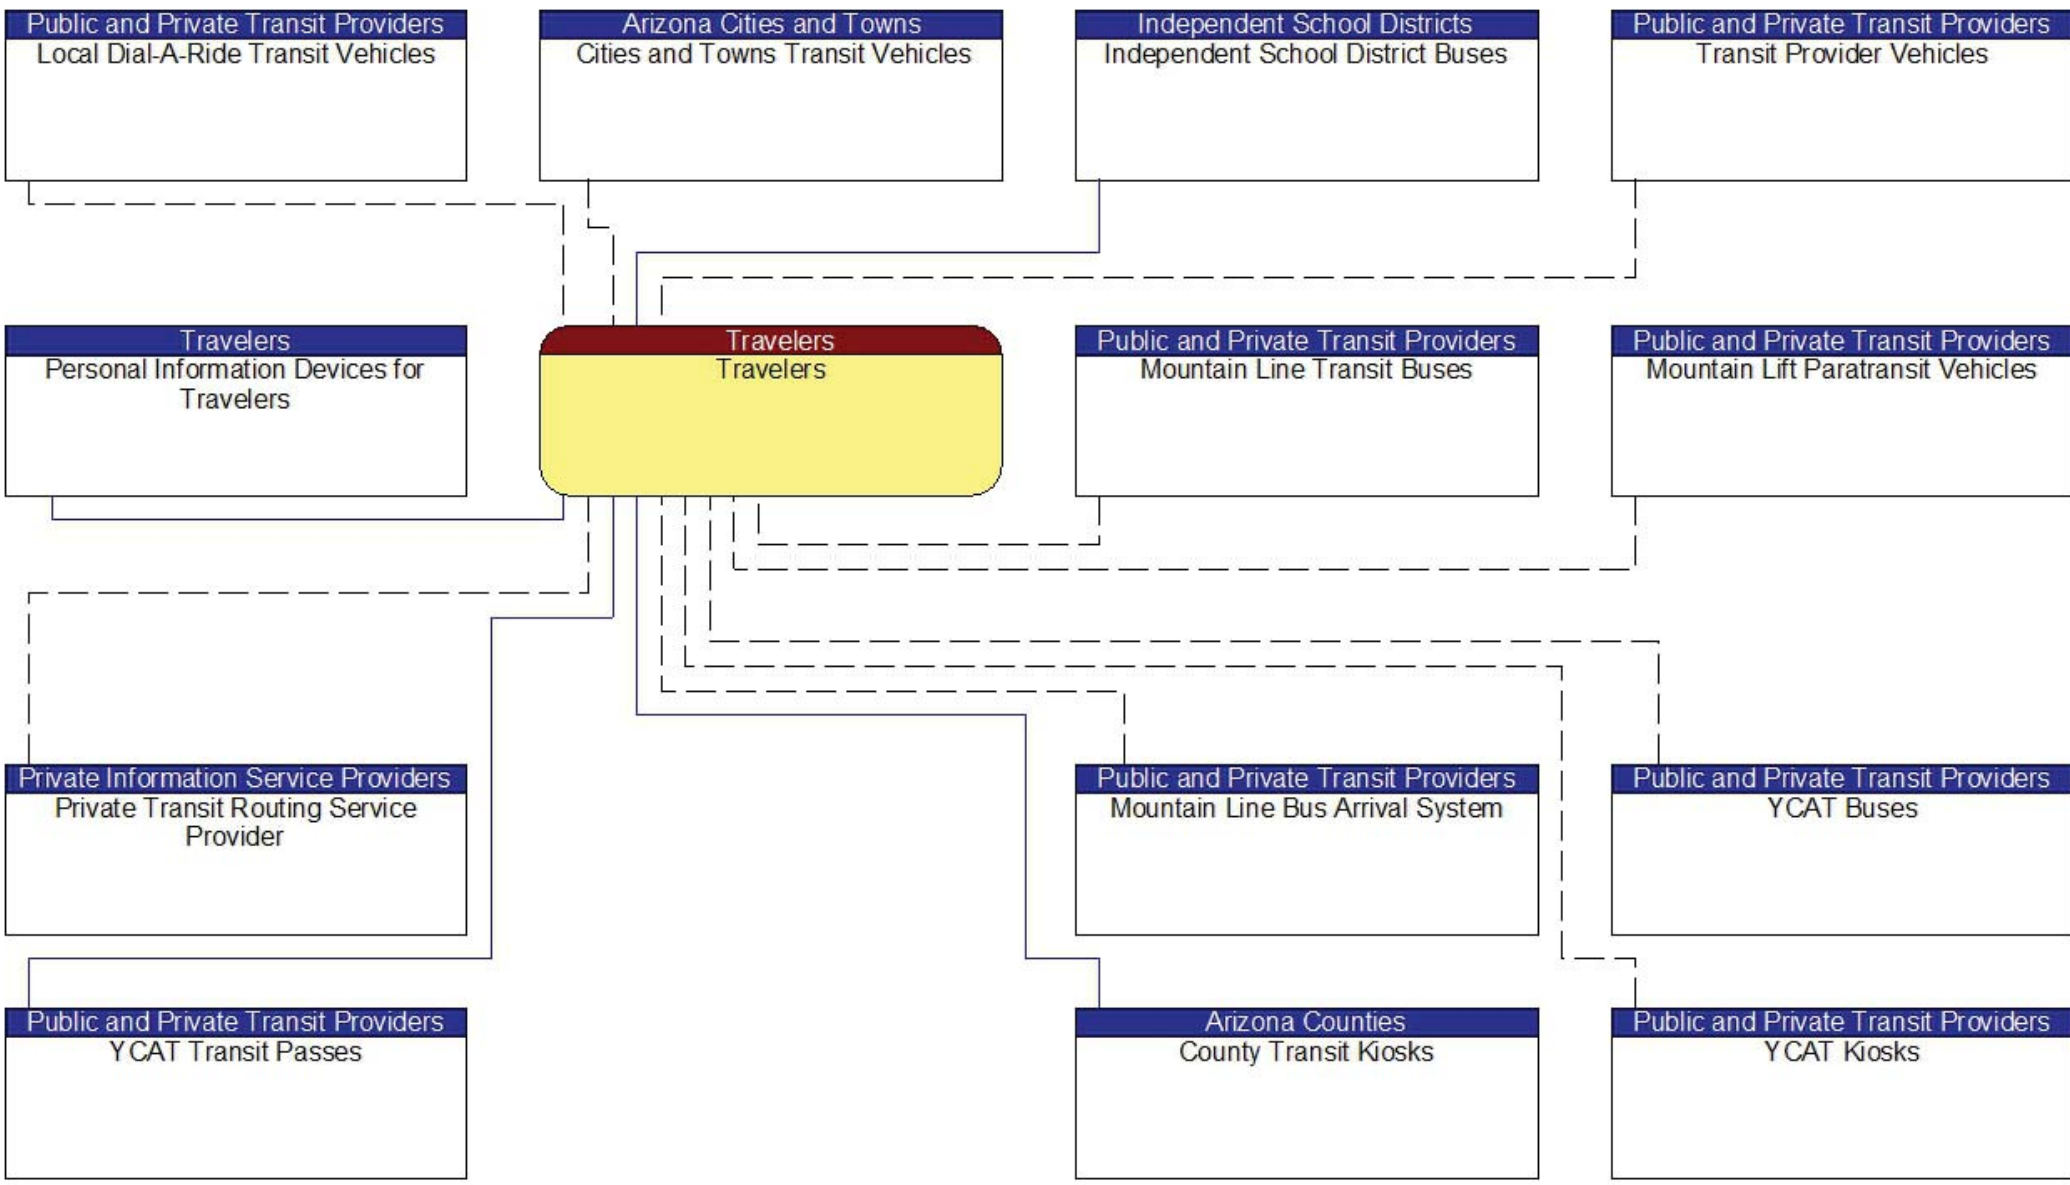 Public and Private Transit Providers
Local Dial-A-Ride Transit Vehicles
Arizona Cities and Towns
Cities and Towns Transit Vehicles
Independent School Districts
Independent School District Buses
Public and Private Transit Providers
Transit Provider Vehicles
Travelers
Personal Information Devices for
Travelers
Travelers
Travelers
Public and Private Transit Providers
Mountain Line Transit Buses
Public and Private Transit Providers
Mountain Lift Paratransit Vehicles
Private Information Service Providers
Private Transit Routing Service
Provider
Public and Private Transit Providers
Mountain Line Bus Arrival System
Public and Private Transit Providers
YCAT Buses
Public and Private Transit Providers
YCAT Transit Passes
Arizona Counties
County Transit Kiosks
Public and Private Transit Providers
YCAT Kiosks